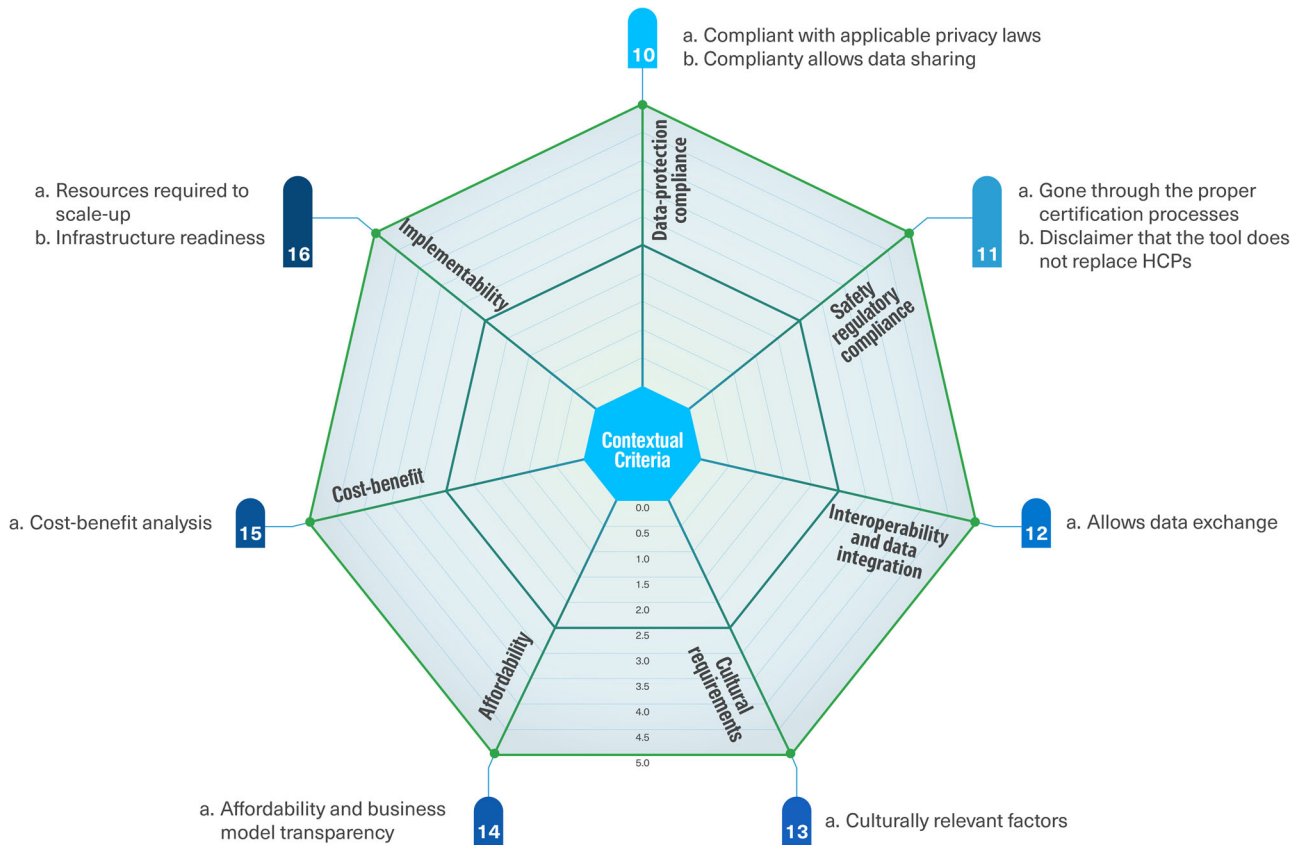 10
a. Compliant with applicable privacy laws
b. Complianty allows data sharing
Data-protection
compliance
a. Resources required to
scale-up
b. Infrastructure readiness
16
Implementability
11
a. Gone through the proper
certification processes
b. Disclaimer that the tool does
not replace HCPs
Safety
regulatory
compliance
Contextual
Criteria
a. Cost-benefit analysis
15
Cost-benefit
Interoperability
and data
integration
12
a. Allows data exchange
0.0
0.5
1.0
1.5
2.0
2.5
3.0
3.5
4.0
4.5
5.0
Affordability
Cultural
requirements
a. Affordability and business
model transparency
14
13
a. Culturally relevant factors